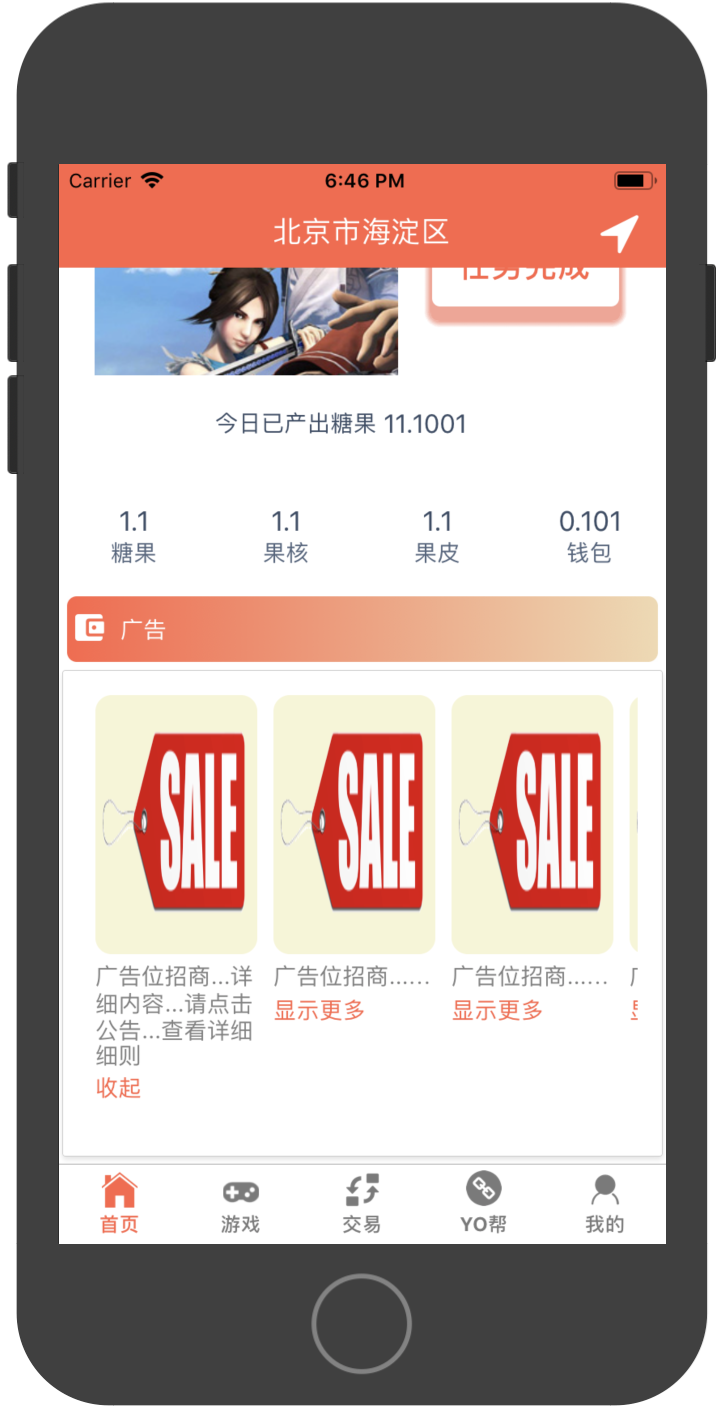 Carrier 6:46 PM
北京市海淀区
任务完成
今日已产出糖果 11.1001
1.1 1.1 1.1 0.101
糖果 果核 果皮 钱包
广告
SALE SALE SALE
广告位招商...详
细内容...请点击
公告...查看详细
细则
收起
广告位招商......
显示更多
广告位招商......
显示更多
首页 游戏 交易 YO帮 我的